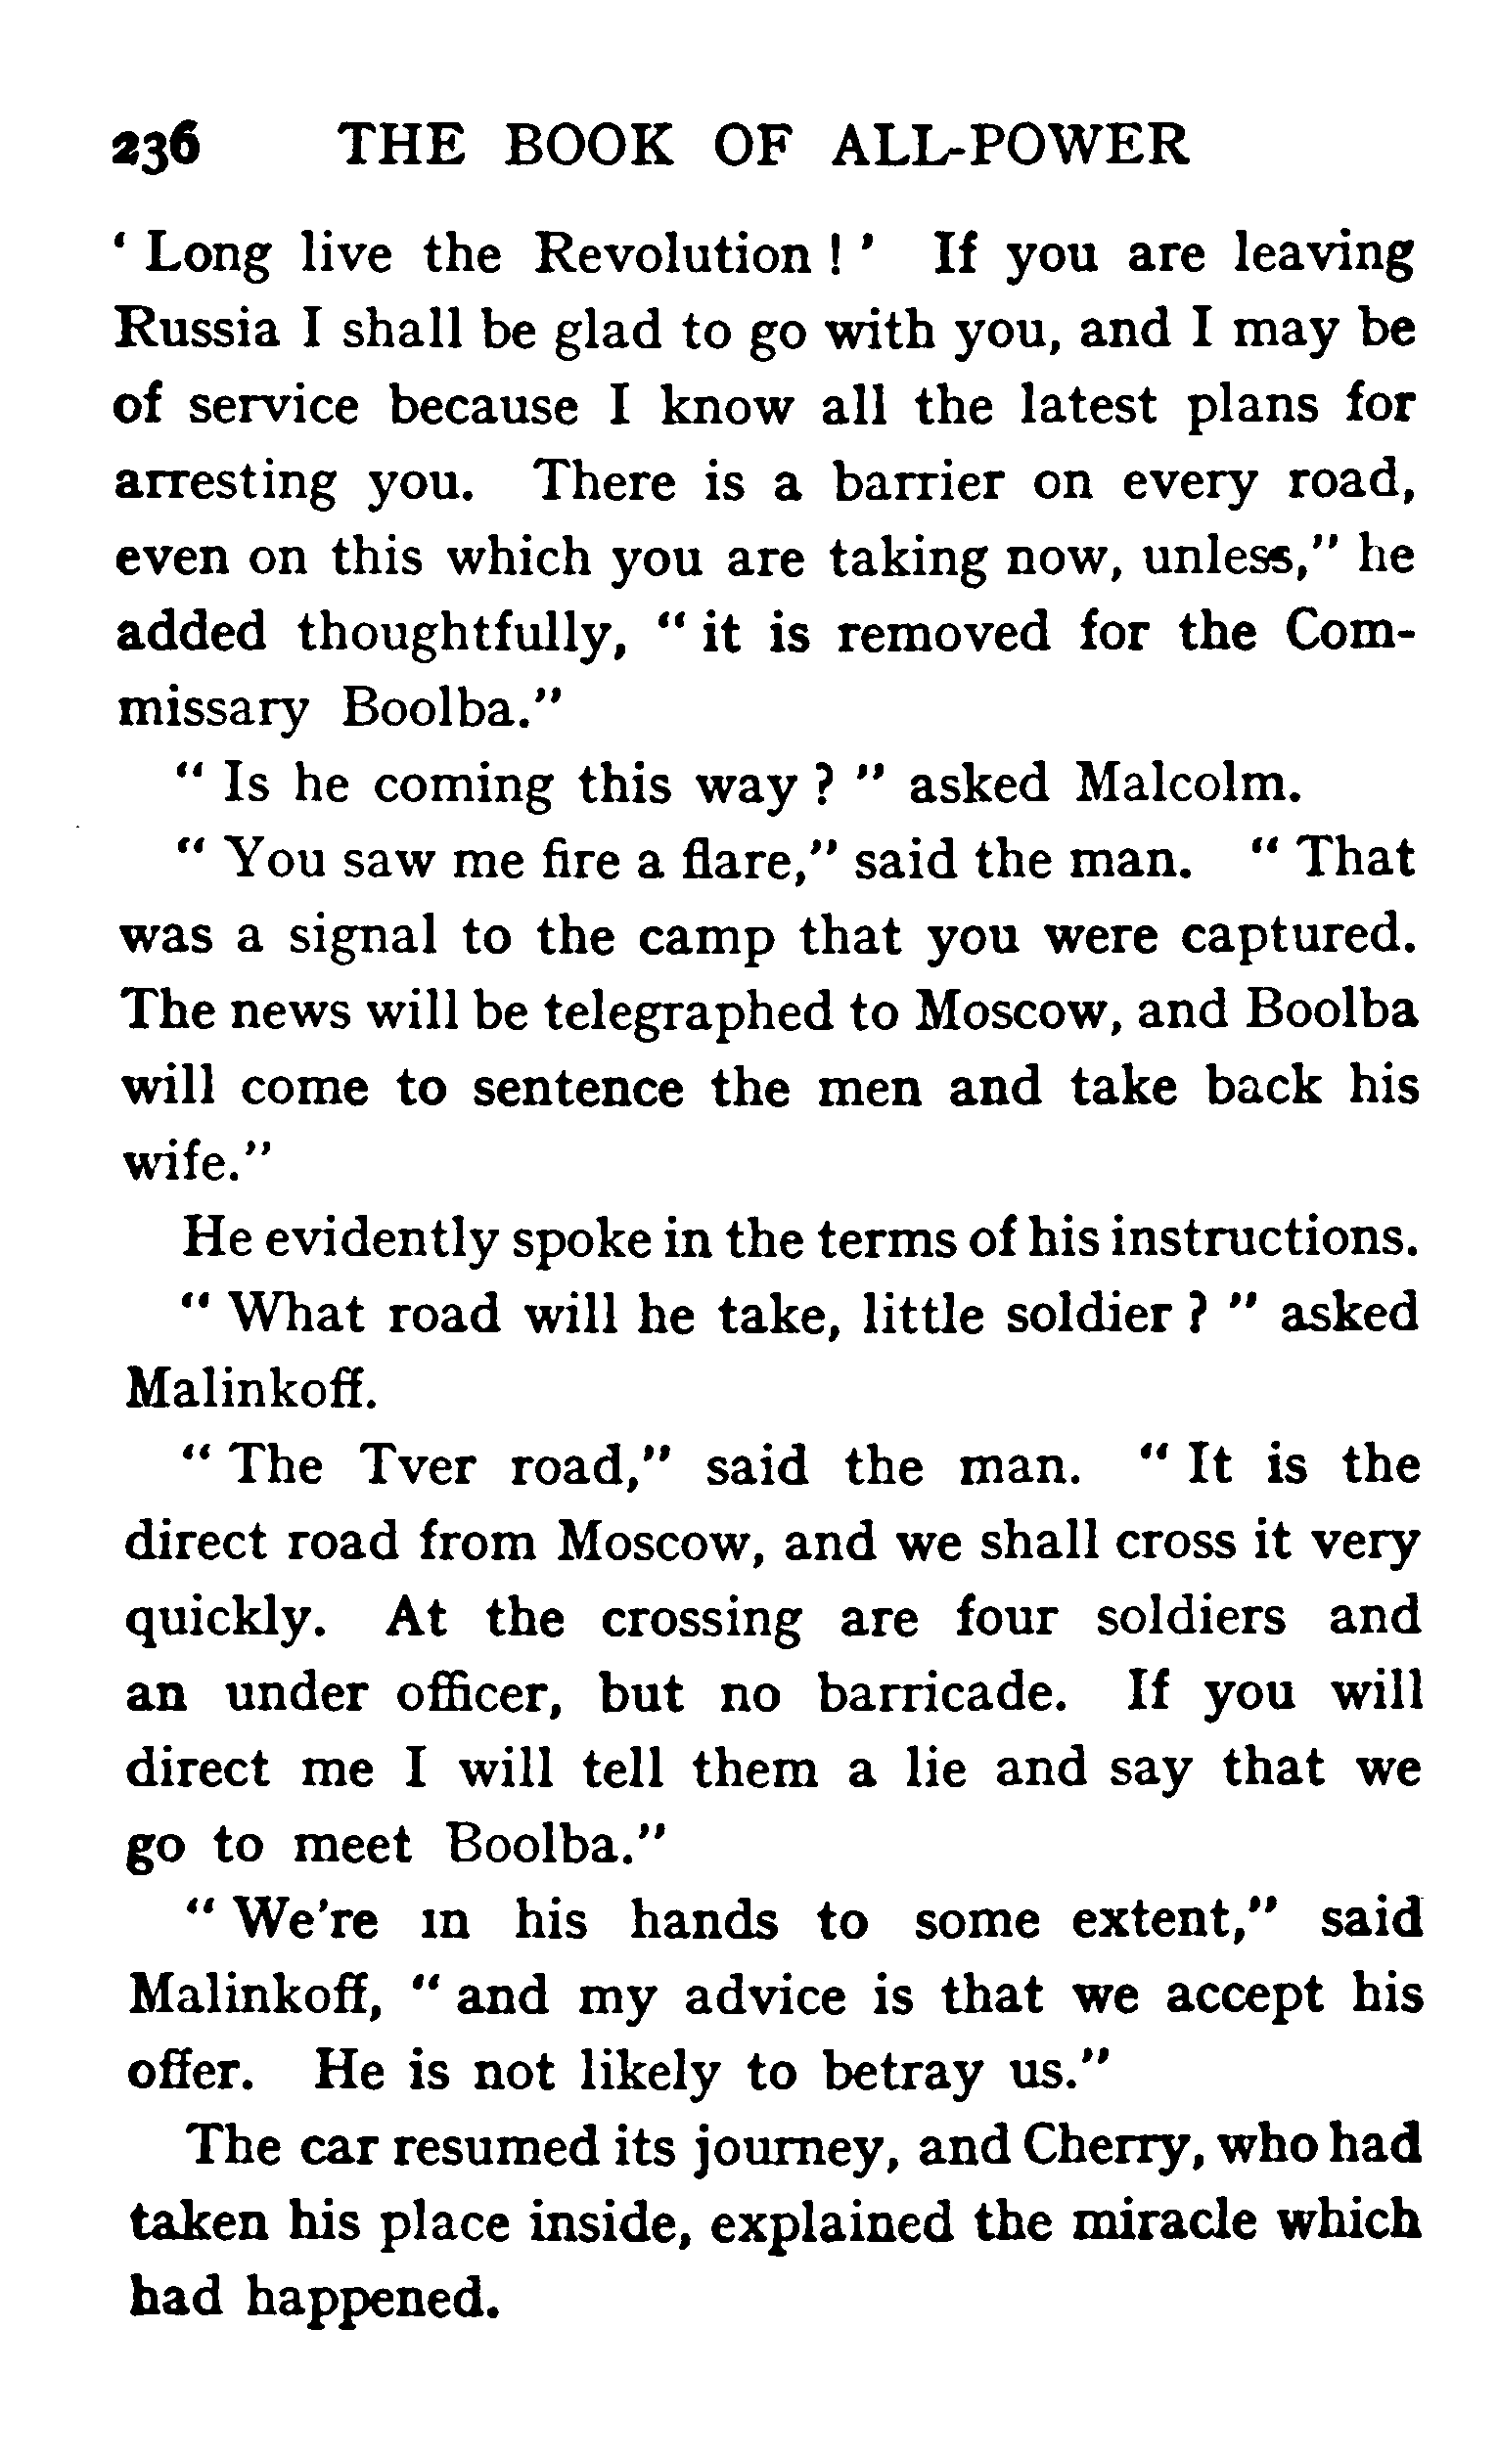 236 THE BOOK OF ALL-POWER
‘ Long live the Revolution ! ’ If you are leaving
Russia I shall be glad to go with you, and I may be
of service because I know all the latest plans for
arresting you. There is a barrier on every road,
even on this which you are taking now, unless,” he
added thoughtfully, “ it is removed for the Com-
missary Boolba.”
“ Is he coming this way ? ” asked Malcolm.
“ You saw me fire a flare,” said the man. “ That
was a signal to the camp that you were captured.
The news will be telegraphed to Moscow, and Boolba
will come to sentence the men and take back his
wife.”
He evidently spoke in the terms of his instructions.
“ What road will he take, little soldier ? ” asked
Malinkoff.
“ The Tver road,” said the man. “ It is the
direct road from Moscow, and we shall cross it very
quickly. At the crossing are four soldiers and
an under officer, but no barricade. If you will
direct me I will tell them a lie and say that we
go to meet Boolba.”
“ We're in his hands to some extent,” said
Malinkoff, “ and my advice is that we accept his
offer. He is not likely to betray us.”
The car resumed its journey, and Cherry, who had
taken his place inside, explained the miracle which
had happened.